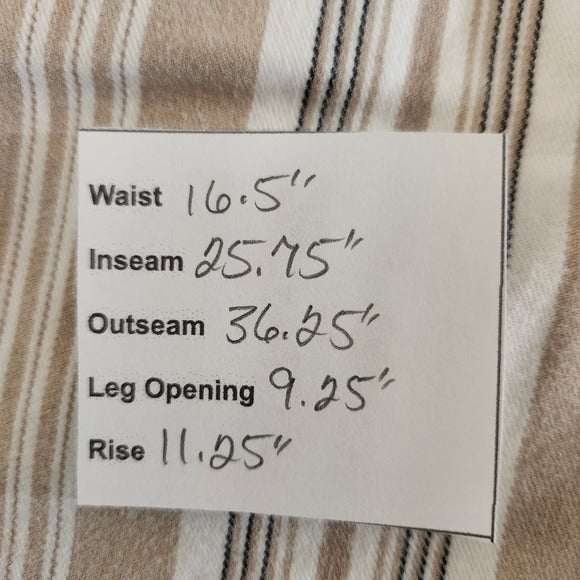 Waist 16.5"
Inseam 25.75"
Outseam 36.25"
Leg Opening 9.25"
Rise 11.25"